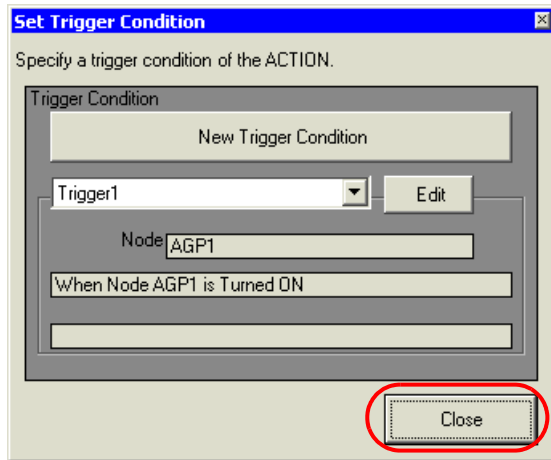 Set Trigger Condition
Specify a trigger condition of the ACTION.
Trigger Condition
New Trigger Condition
Trigger1
Edit
Node AGP1
When Node AGP1 is Turned ON
Close